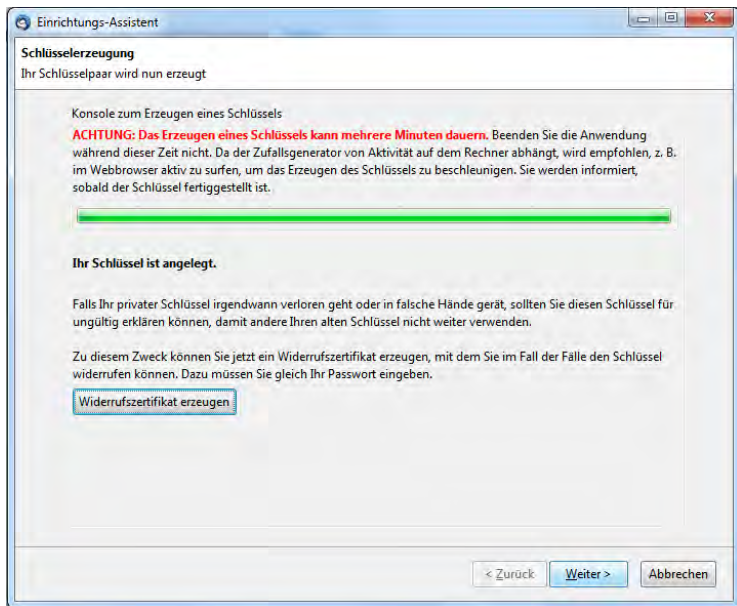 Einrichtungs-Assistent
Schlüsselerzeugung
Ihr Schlüsselpaar wird nun erzeugt
Konsole zum Erzeugen eines Schlüssels
ACHTUNG: Das Erzeugen eines Schlüssels kann mehrere Minuten dauern. Beenden Sie die Anwendung
während dieser Zeit nicht. Da der Zufallsgenerator von Aktivität auf dem Rechner abhängt, wird empfohlen, z. B.
im Webbrowser aktiv zu surfen, um das Erzeugen des Schlüssels zu beschleunigen. Sie werden informiert,
sobald der Schlüssel fertiggestellt ist.
Ihr Schlüssel ist angelegt.
Falls Ihr privater Schlüssel irgendwann verloren geht oder in falsche Hände gerät, sollten Sie diesen Schlüssel für
ungültig erklären können, damit andere Ihren alten Schlüssel nicht weiter verwenden.
Zu diesem Zweck können Sie jetzt ein Widerrufszertifikat erzeugen, mit dem Sie im Fall der Fälle den Schlüssel
widerrufen können. Dazu müssen Sie gleich Ihr Passwort eingeben.
Widerrufszertifikat erzeugen
< Zurück Weiter > Abbrechen